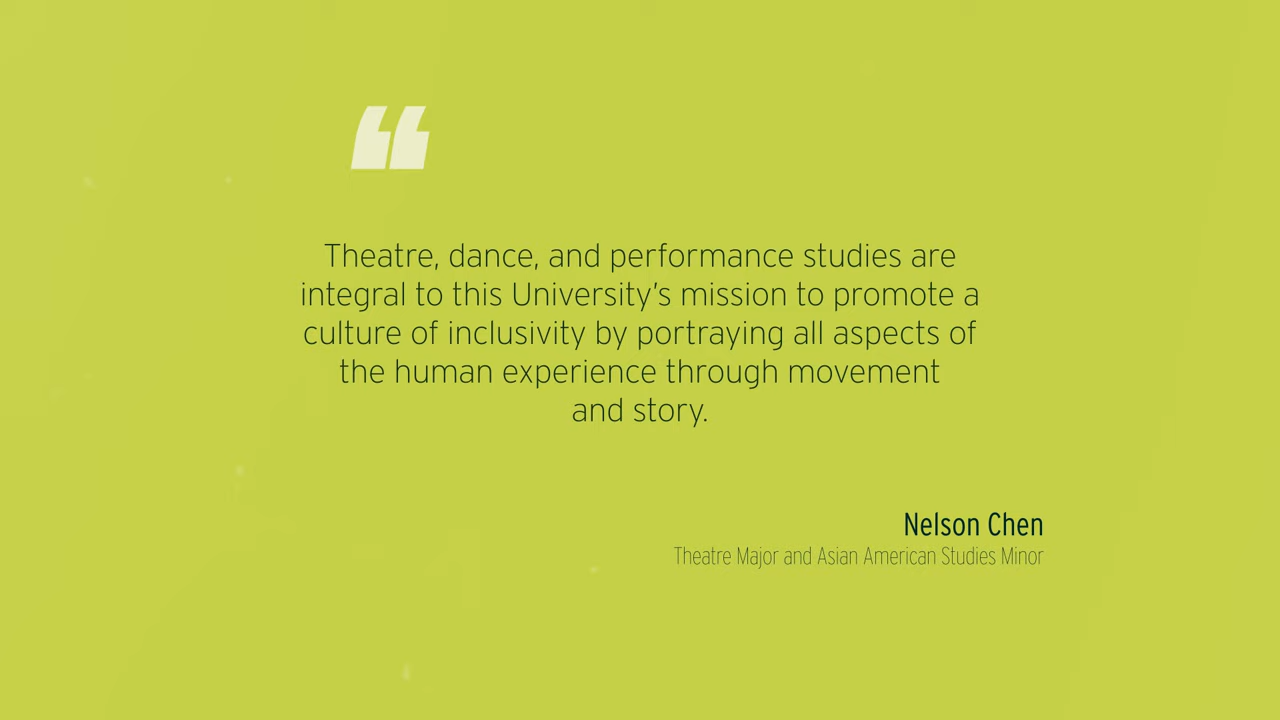 “
Theatre, dance, and performance studies are
integral to this University’s mission to promote a
culture of inclusivity by portraying all aspects of
the human experience through movement
and story.
Nelson Chen
Theatre Major and Asian American Studies Minor